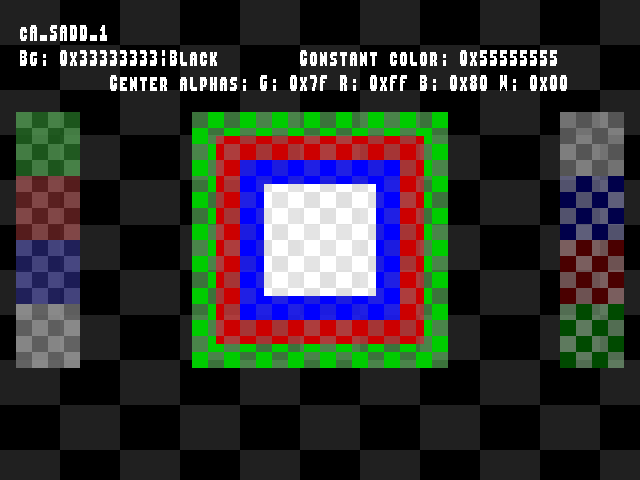 cA_SADD_1
Bg: 0x33333333¦Black Constant color: 0x55555555
Center alphas: G: 0x7F R: 0xFF B: 0x80 W: 0x00